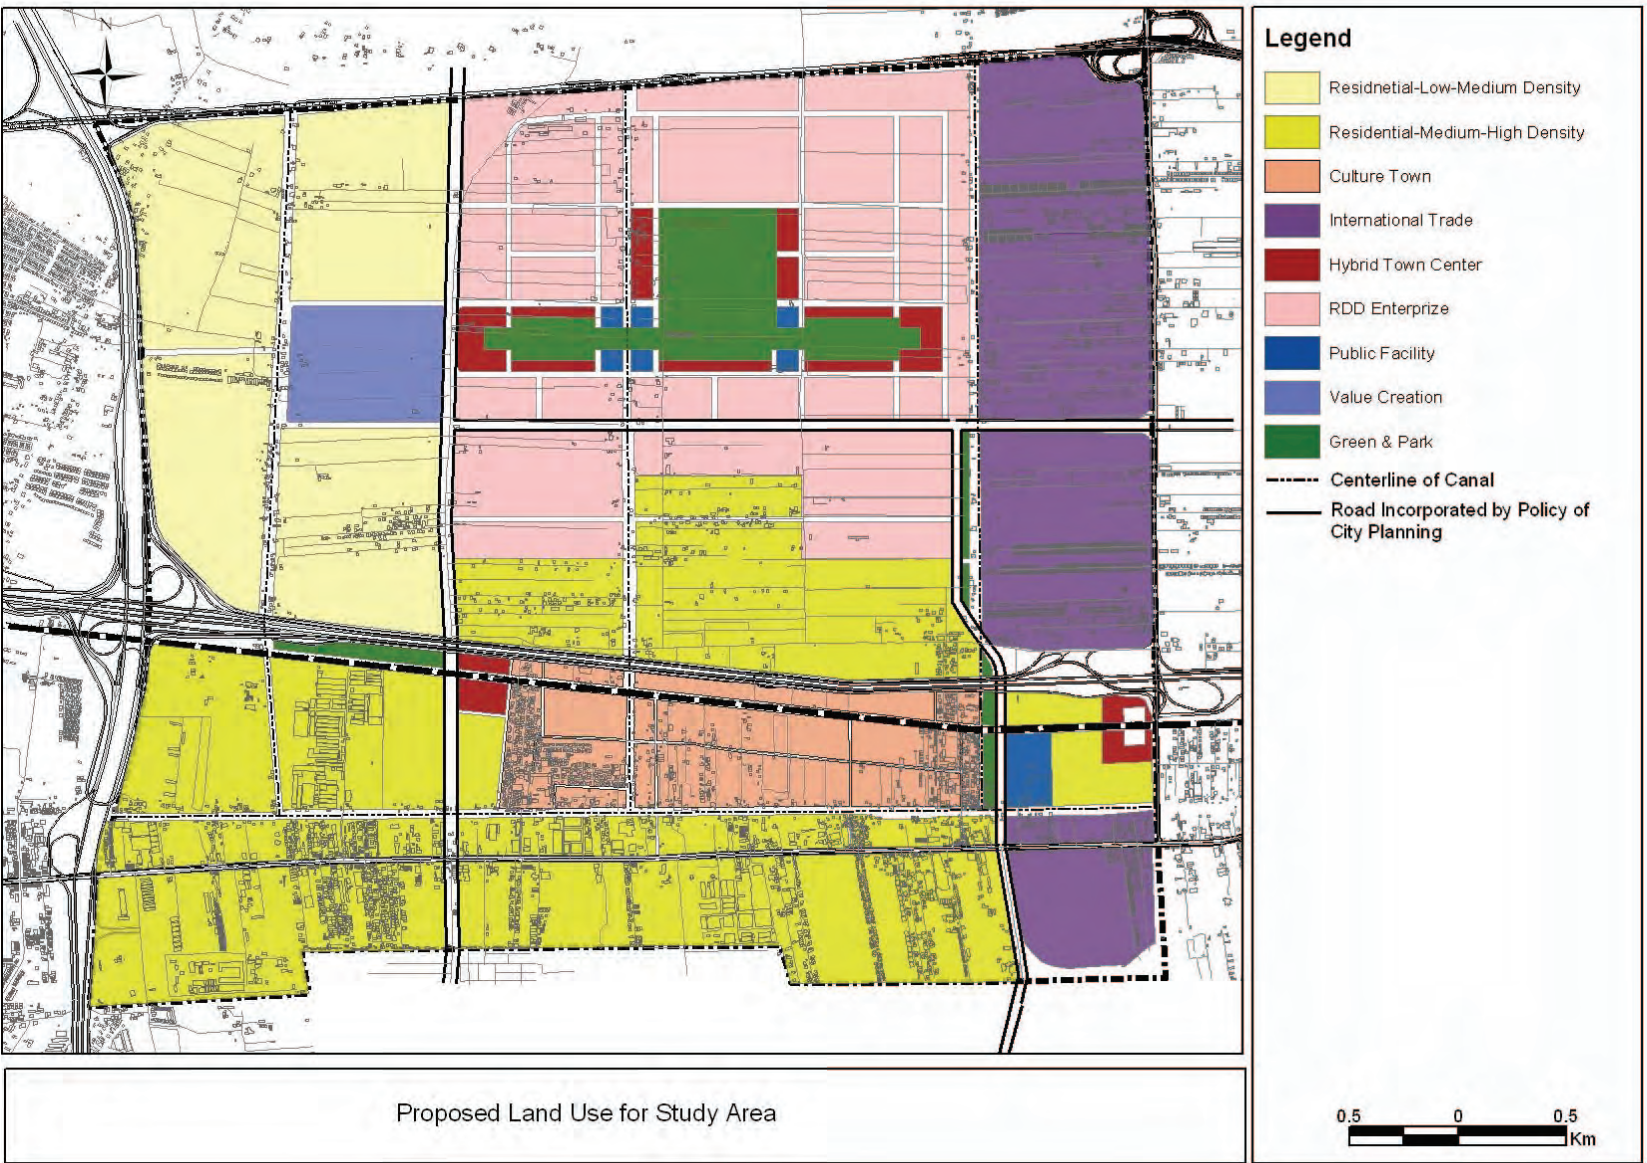 N
Legend
Residnetial-Low-Medium Density
Residential-Medium-High Density
Culture Town
International Trade
Hybrid Town Center
RDD Enterprize
Public Facility
Value Creation
Green & Park
Centerline of Canal
Road Incorporated by Policy of
City Planning
0.5 0 0.5
Km
Proposed Land Use for Study Area